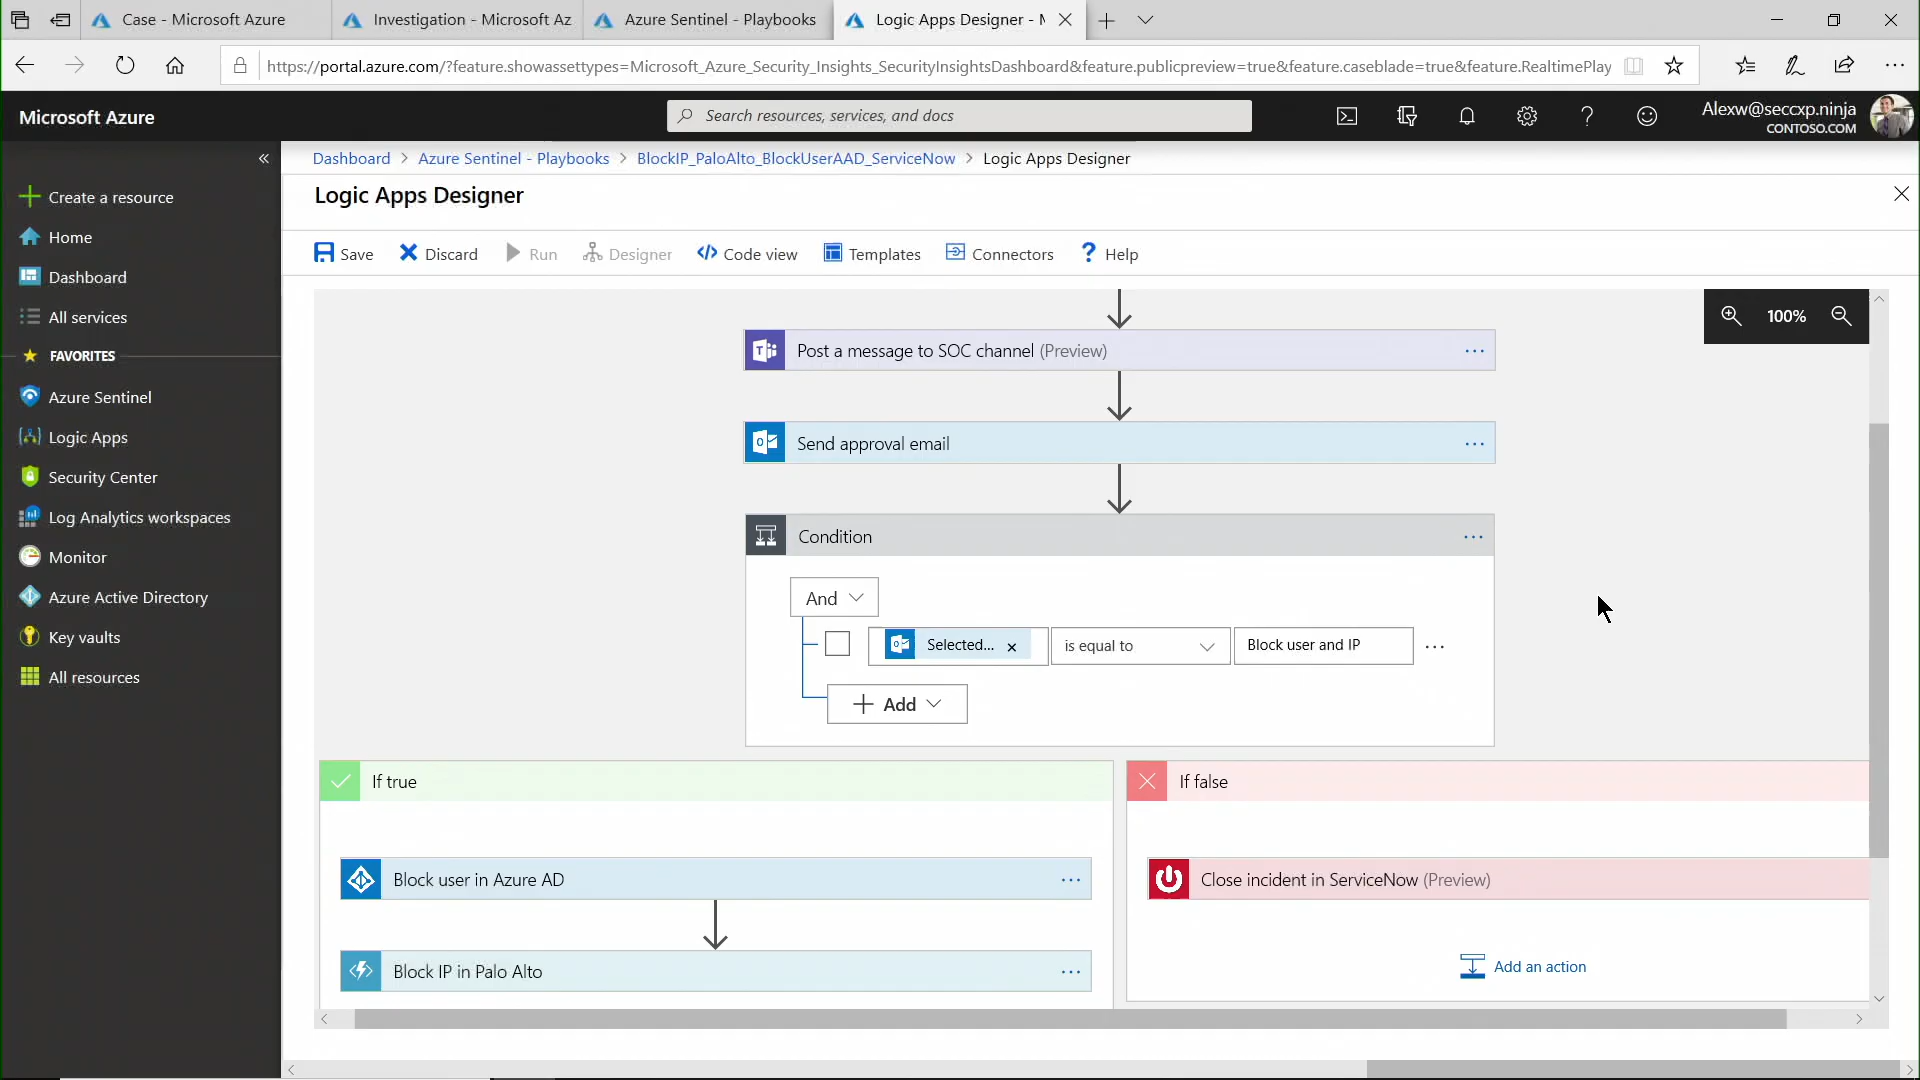 Case - Microsoft Azure
Investigation - Microsoft Az
Azure Sentinel - Playbooks
Logic Apps Designer - M
https://portal.azure.com/?feature.showassettypes=Microsoft_Azure_Security_Insights_SecurityInsightsDashboard&feature.publicpreview=true&feature.caseblade=true&feature.RealtimePlay
Microsoft Azure
Search resources, services, and docs
Alexw@seccxp.ninja
CONTOSO.COM
Create a resource
Home
Dashboard
All services
FAVORITES
Azure Sentinel
Logic Apps
Security Center
Log Analytics workspaces
Monitor
Azure Active Directory
Key vaults
All resources
Dashboard > Azure Sentinel - Playbooks > BlockIP_PaloAlto_BlockUserAAD_ServiceNow > Logic Apps Designer
Logic Apps Designer
Save Discard Run Designer Code view Templates Connectors Help
100%
Post a message to SOC channel (Preview)
Send approval email
Condition
And
Selected... × is equal to Block user and IP
+ Add
If true
If false
Block user in Azure AD
Close incident in ServiceNow (Preview)
Block IP in Palo Alto
Add an action